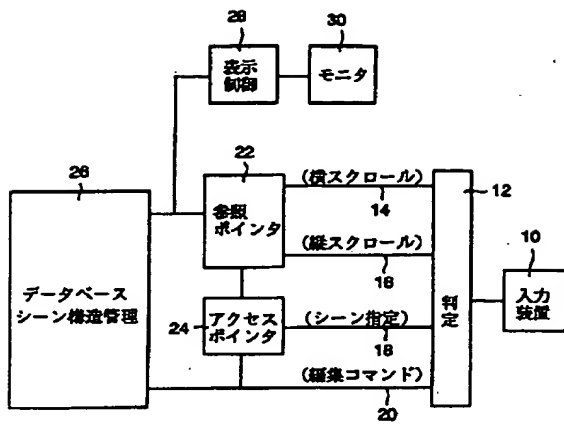 28
30
表示
制御
モニタ
26
22
(横スクロール)
12
参照
ポインタ
14
10
(縦スクロール)
16
入力
装置
データベース
シーン構造管理
24
アクセス
ポインタ
(シーン指定)
18
判定
(編集コマンド)
20